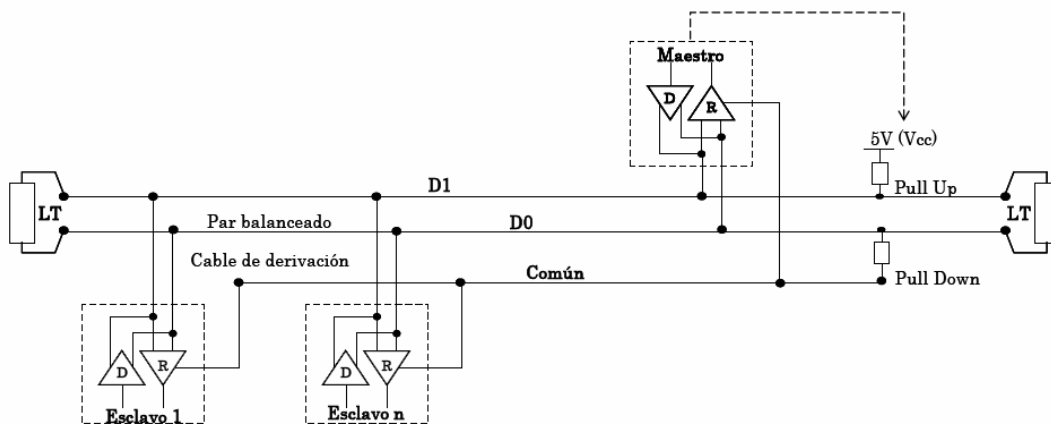 Maestro
D
R
5V (Vcc)
Pull Up
D1
LT
LT
Par balanceado
D0
Cable de derivación
Común
Pull Down
D
R
D
R
Esclavo 1
Esclavo n